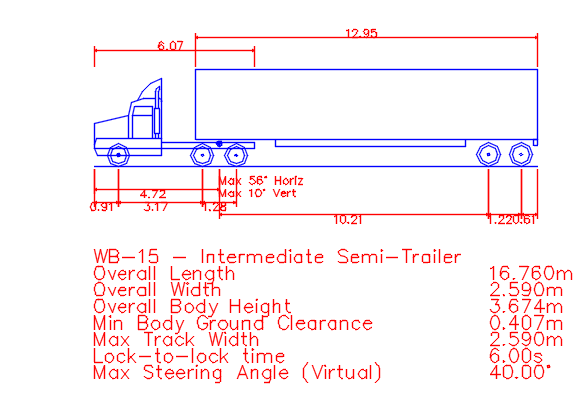 12.95
6.07
Max 56° Horiz
Max 10° Vert
4.72
0.91 3.17 1.28
10.21 1.22 0.61
WB-15 - Intermediate Semi-Trailer
Overall Length 16.760m
Overall Width 2.590m
Overall Body Height 3.674m
Min Body Ground Clearance 0.407m
Max Track Width 2.590m
Lock-to-lock time 6.00s
Max Steering Angle (Virtual) 40.00°